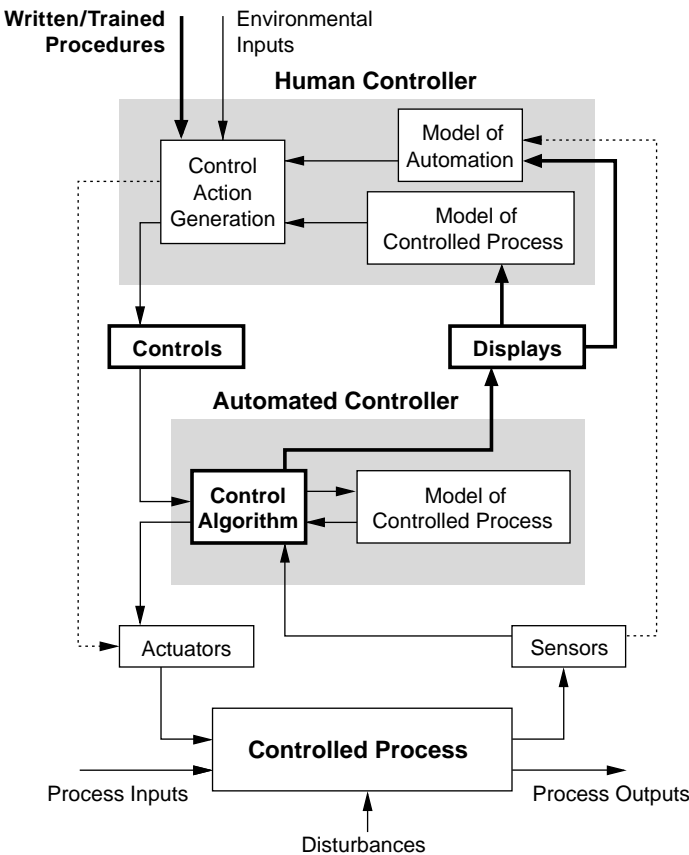 Written/Trained
Procedures
Environmental
Inputs
Human Controller
Control
Action
Generation
Model of
Automation
Model of
Controlled Process
Controls
Displays
Automated Controller
Control
Algorithm
Model of
Controlled Process
Actuators
Sensors
Controlled Process
Process Inputs
Process Outputs
Disturbances